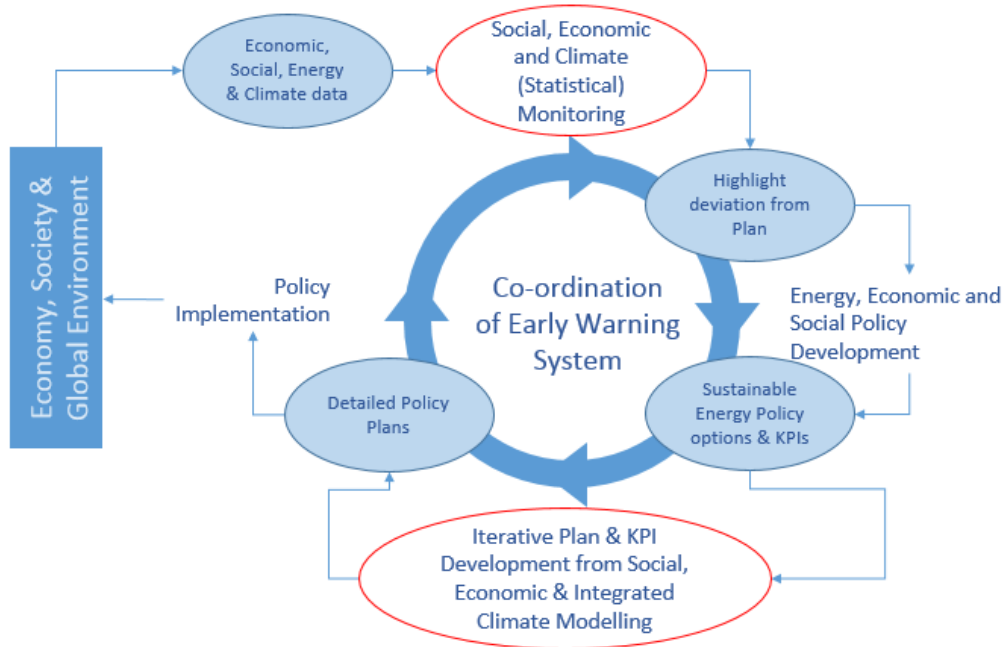 Economic,
Social, Energy
& Climate data
Social, Economic
and Climate
(Statistical)
Monitoring
Highlight
deviation from
Plan
Energy, Economic and
Social Policy
Development
Sustainable
Energy Policy
options & KPIs
Iterative Plan & KPI
Development from Social,
Economic & Integrated
Climate Modelling
Detailed Policy
Plans
Policy
Implementation
Economy, Society &
Global Environment
Co-ordination
of Early Warning
System